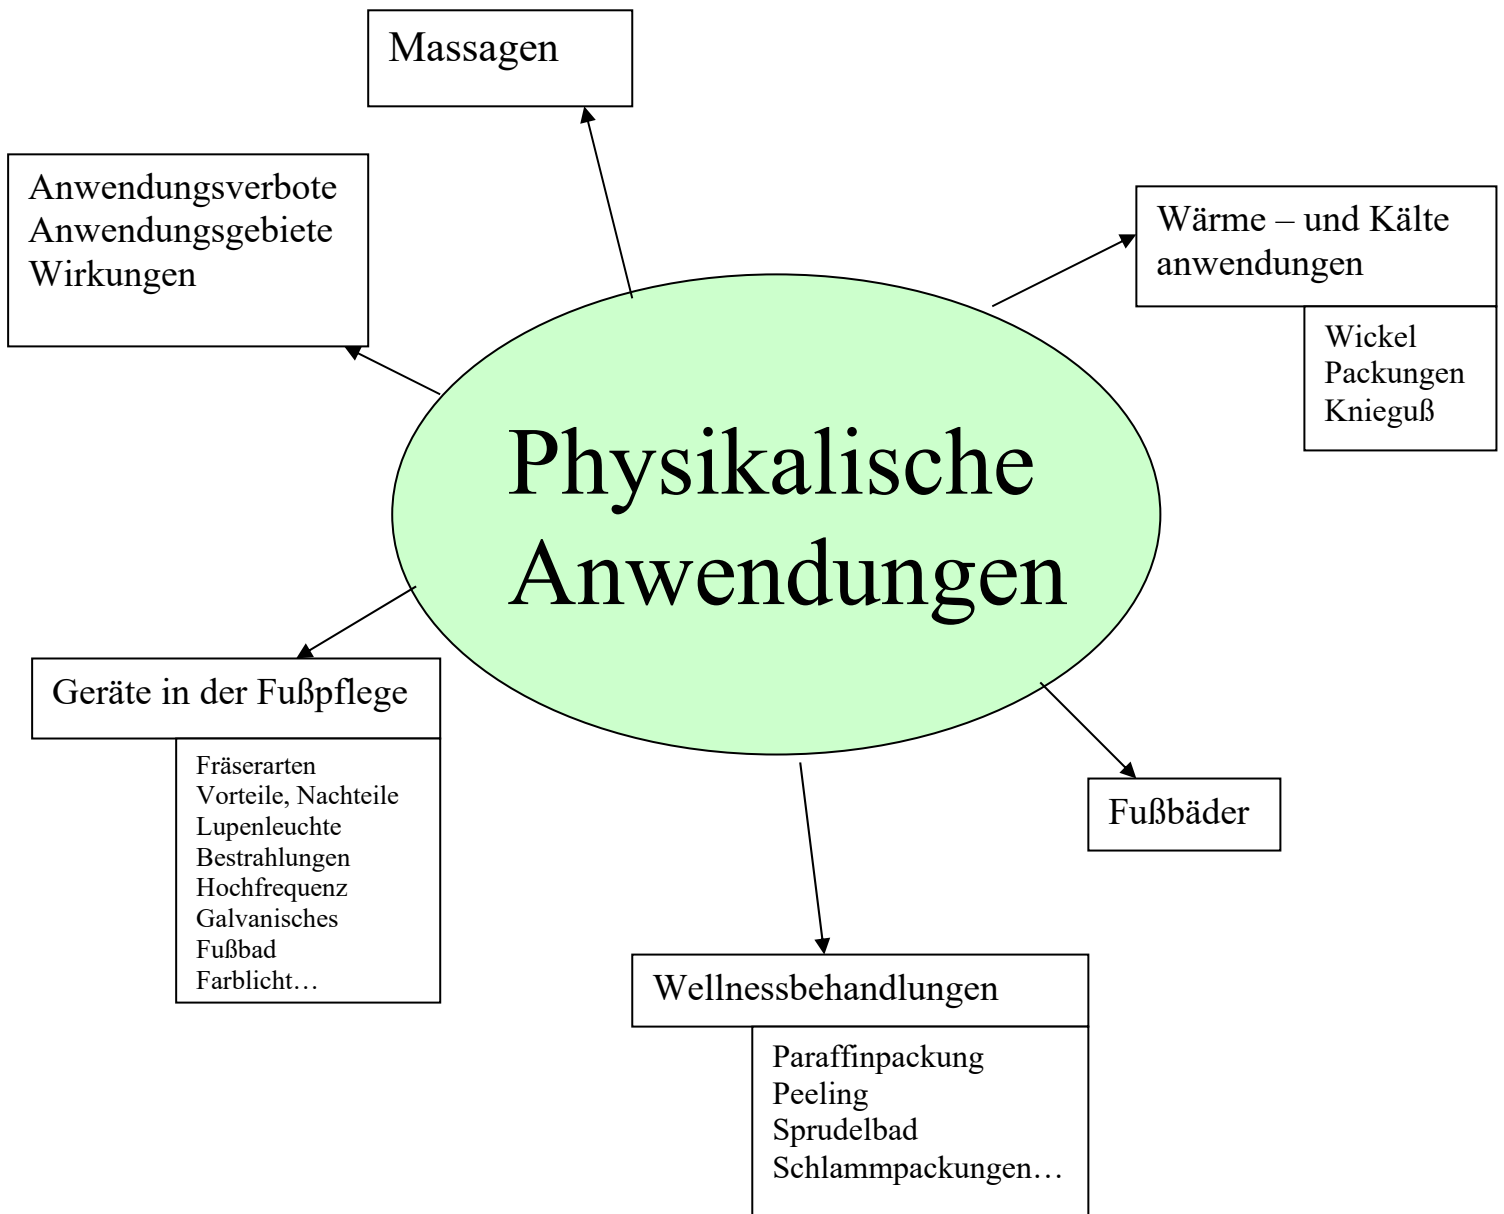 Massagen
Anwendungsverbote
Anwendungsgebiete
Wirkungen
Wärme – und Kälte
anwendungen
Wickel
Packungen
Knieguß
Physikalische
Anwendungen
Geräte in der Fußpflege
Fräserarten
Vorteile, Nachteile
Lupenleuchte
Bestrahlungen
Hochfrequenz
Galvanisches
Fußbad
Farblicht…
Fußbäder
Wellnessbehandlungen
Paraffinpackung
Peeling
Sprudelbad
Schlammpackungen…